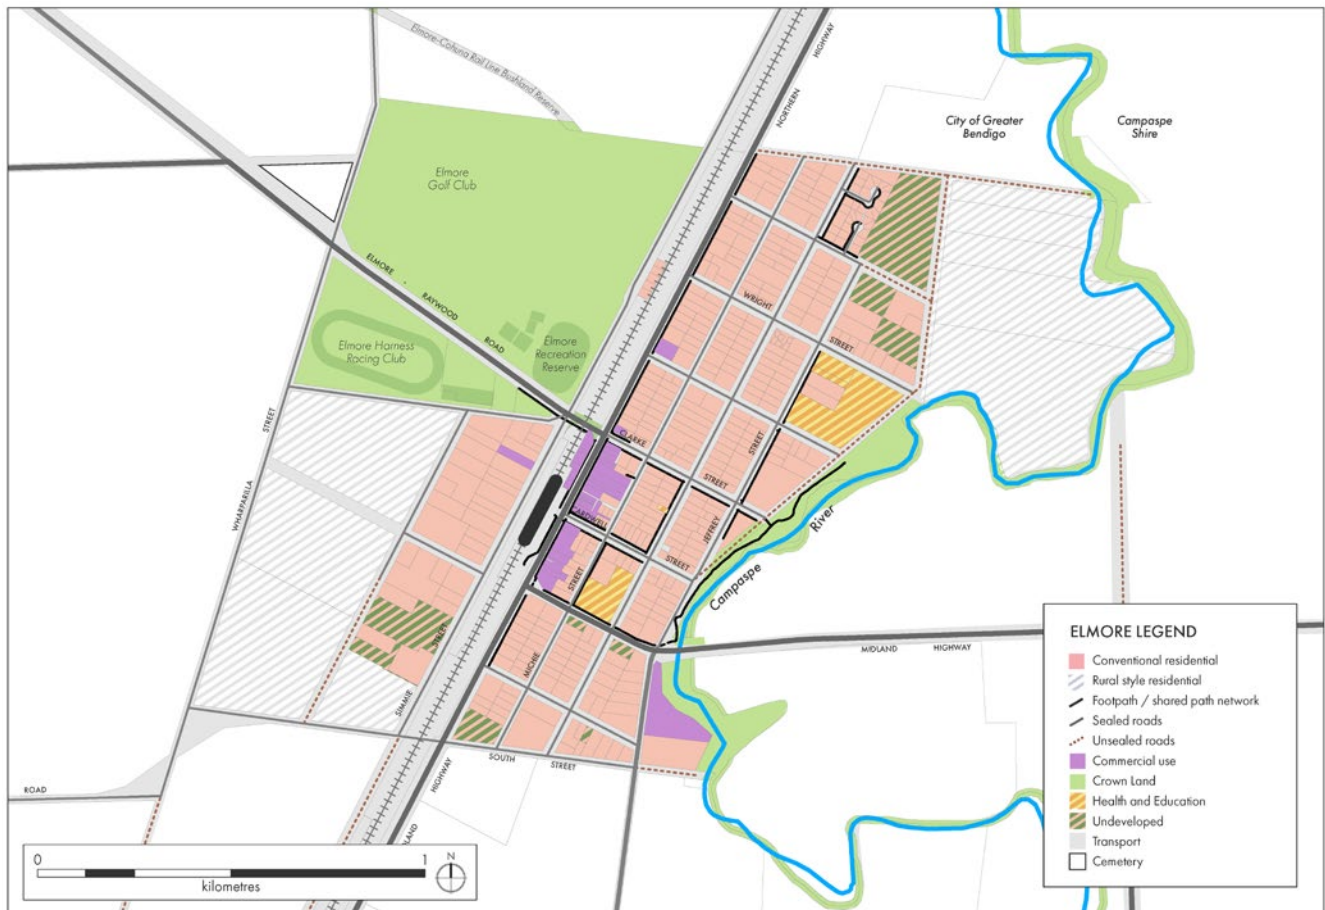 Elmore-Cohuna Rail Line Bushland Reserve
HIGHWAY
NORTHERN
City of Greater
Bendigo
Campaspe
Shire
Elmore
Golf Club
ELMORE
RAYWOOD
ROAD
WRIGHT
STREET
Elmore Harness
Racing Club
Elmore
Recreation
Reserve
STREET
WHARPARILLA
CLARKE
STREET
STREET
CARDWELL
JEFFREY
STREET
STREET
River
Campaspe
STREET
SIMMIE
MICHIE
MIDLAND HIGHWAY
HIGHWAY
SOUTH
STREET
ROAD
ELMORE LEGEND
Conventional residential
Rural style residential
Footpath / shared path network
Sealed roads
Unsealed roads
Commercial use
Crown Land
Health and Education
Undeveloped
Transport
Cemetery
0
1
kilometres
N